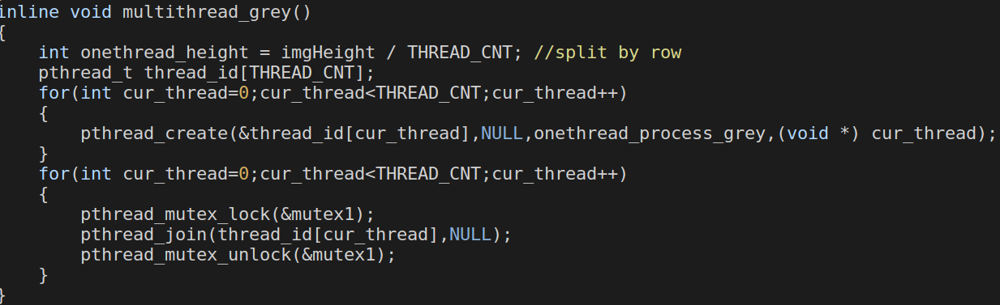 inline void multithread_grey()
{
    int onethread_height = imgHeight / THREAD_CNT; //split by row
    pthread_t thread_id[THREAD_CNT];
    for(int cur_thread=0;cur_thread<THREAD_CNT;cur_thread++)
    {
        pthread_create(&thread_id[cur_thread],NULL,onethread_process_grey,(void *) cur_thread);
    }
    for(int cur_thread=0;cur_thread<THREAD_CNT;cur_thread++)
    {
        pthread_mutex_lock(&mutex1);
        pthread_join(thread_id[cur_thread],NULL);
        pthread_mutex_unlock(&mutex1);
    }
}